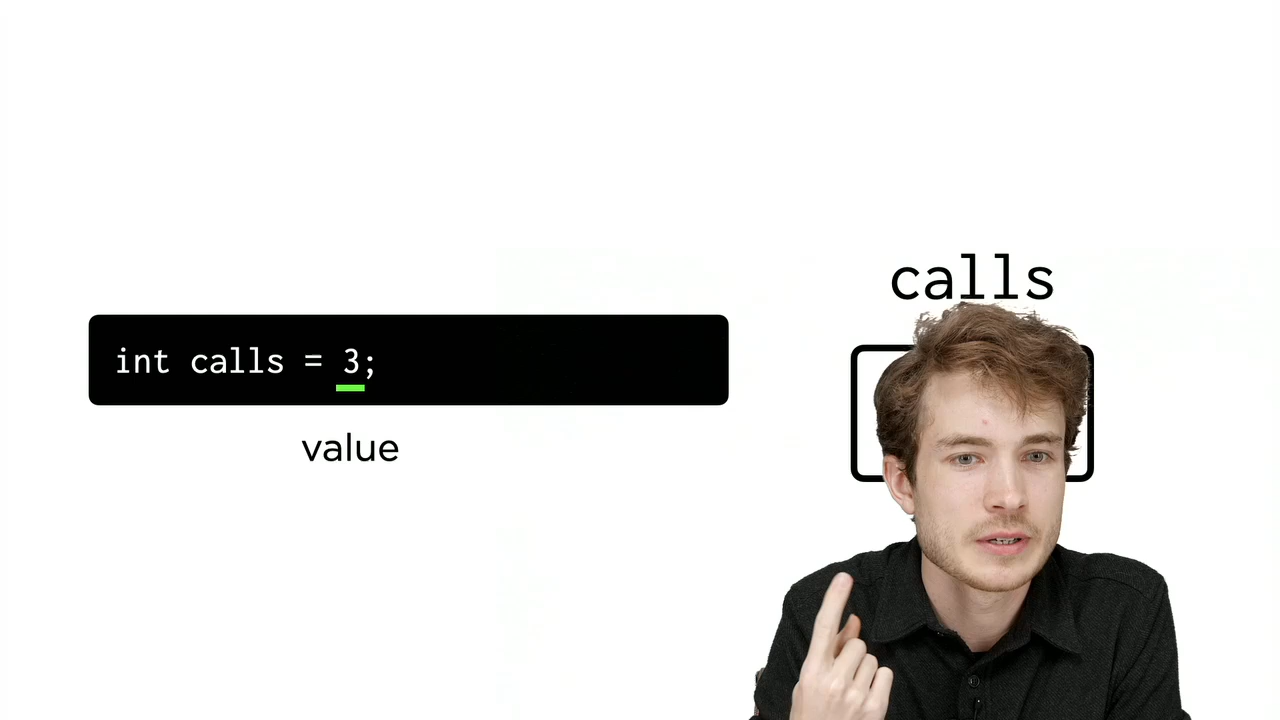 calls
int calls = 3;
value